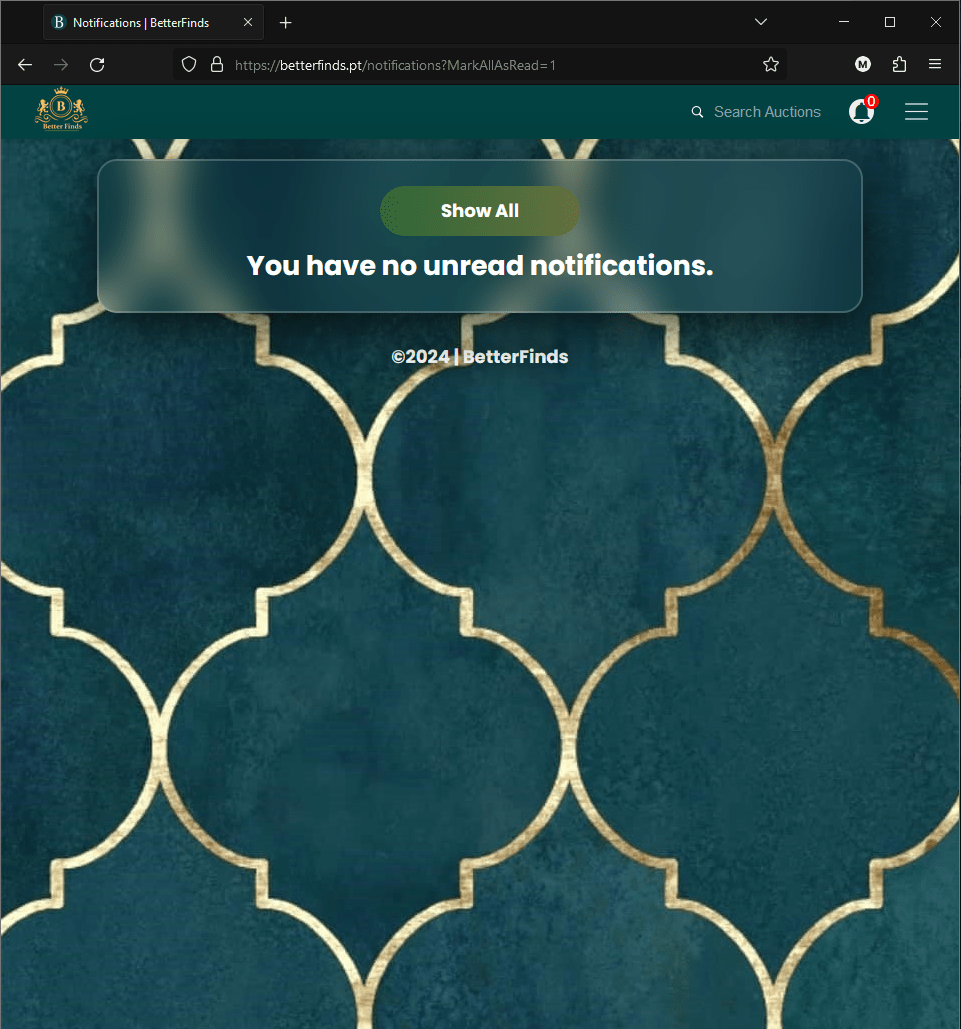 Notifications | BetterFinds
M
https://betterfinds.pt/notifications?MarkAllAsRead=1
B
Better Finds
Search Auctions
0
Show All
You have no unread notifications.
©2024 | BetterFinds